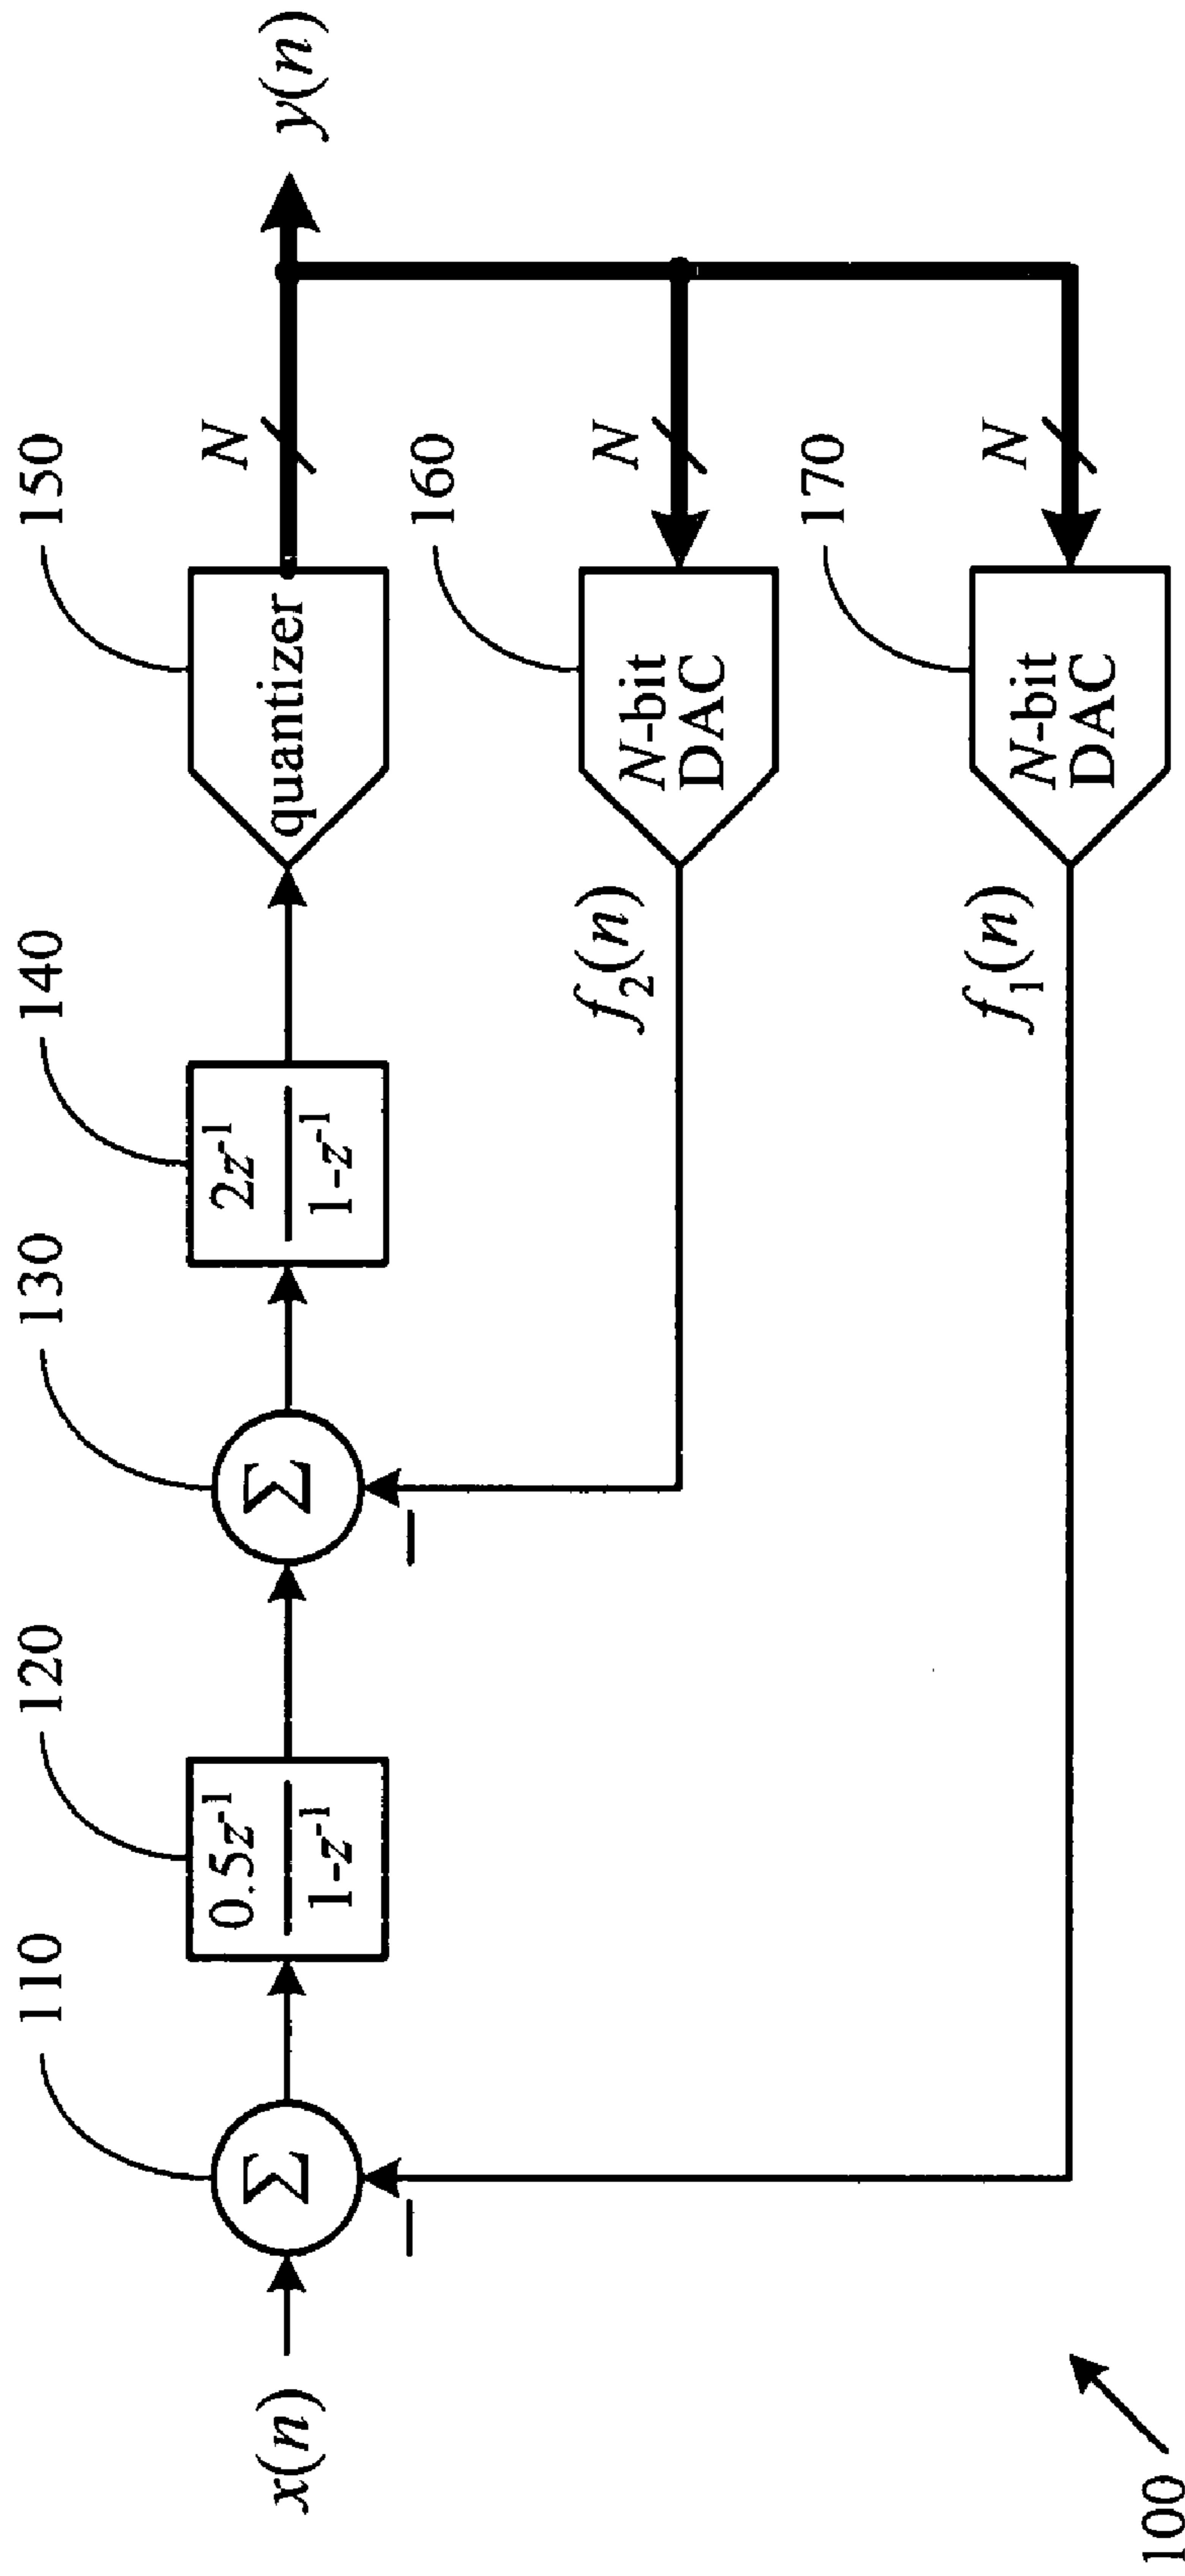 110
120
130
140
150
x(n)
Σ
0.5z⁻¹
1-z⁻¹
Σ
2z⁻¹
1-z⁻¹
quantizer
N
y(n)
160
f₂(n)
N-bit
DAC
N
170
f₁(n)
N-bit
DAC
N
100